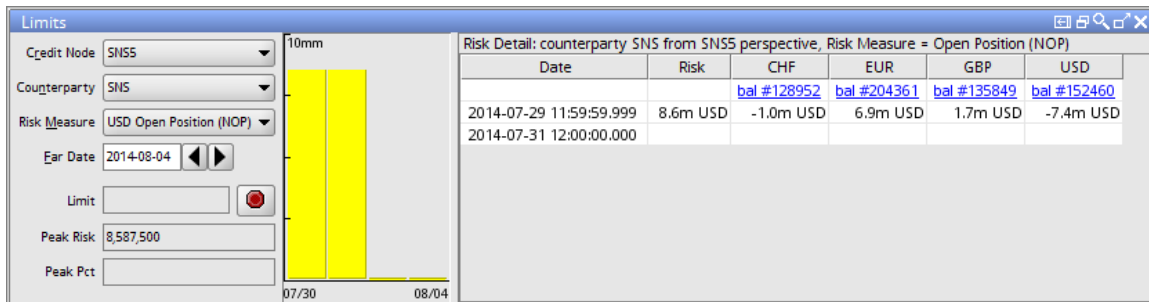 Limits
Credit Node SNS5
Counterparty SNS
Risk Measure USD Open Position (NOP)
Far Date 2014-08-04
Limit
Peak Risk 8,587,500
Peak Pct
10mm
07/30 08/04
Risk Detail: counterparty SNS from SNS5 perspective, Risk Measure = Open Position (NOP)
Date Risk CHF EUR GBP USD
bal #128952 bal #204361 bal #135849 bal #152460
2014-07-29 11:59:59.999 8.6m USD -1.0m USD 6.9m USD 1.7m USD -7.4m USD
2014-07-31 12:00:00.000